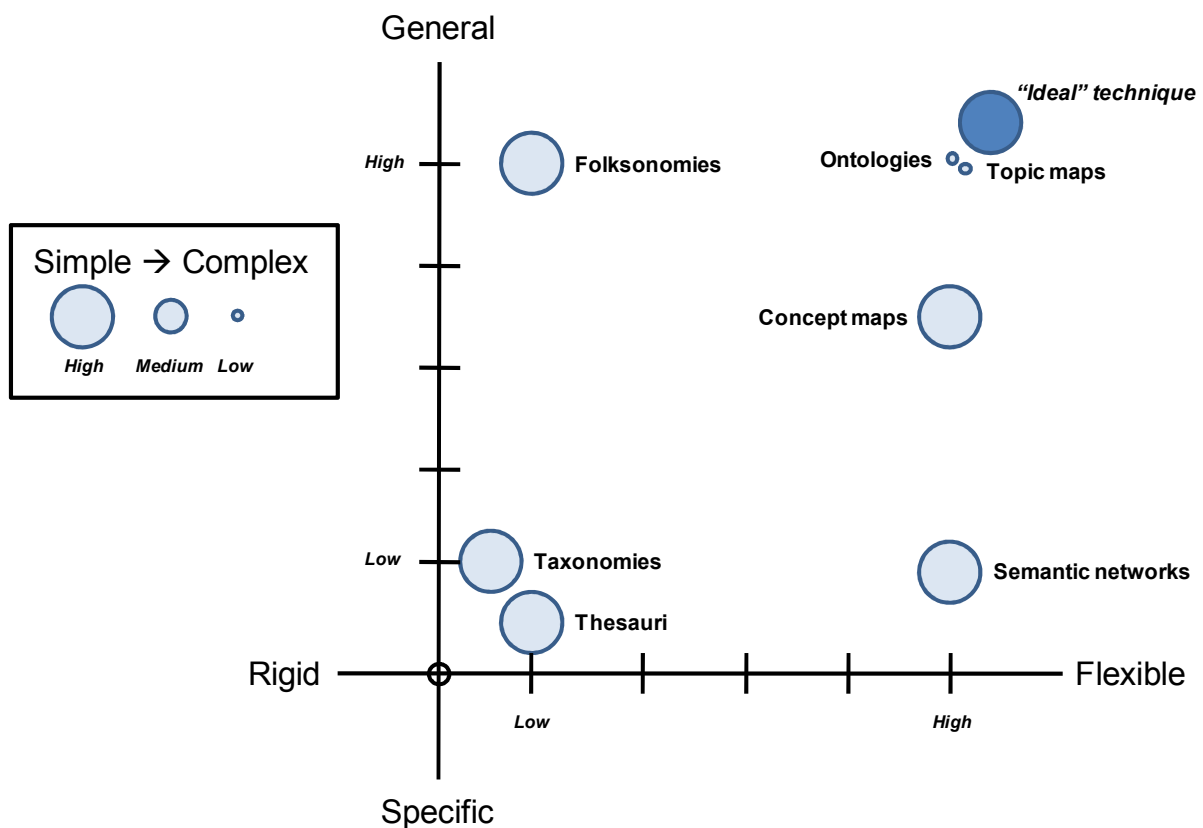 General
“Ideal” technique
High
Folksonomies
Ontologies
Topic maps
Simple → Complex
High Medium Low
Concept maps
Low
Taxonomies
Semantic networks
Thesauri
Rigid
Flexible
Low
High
Specific